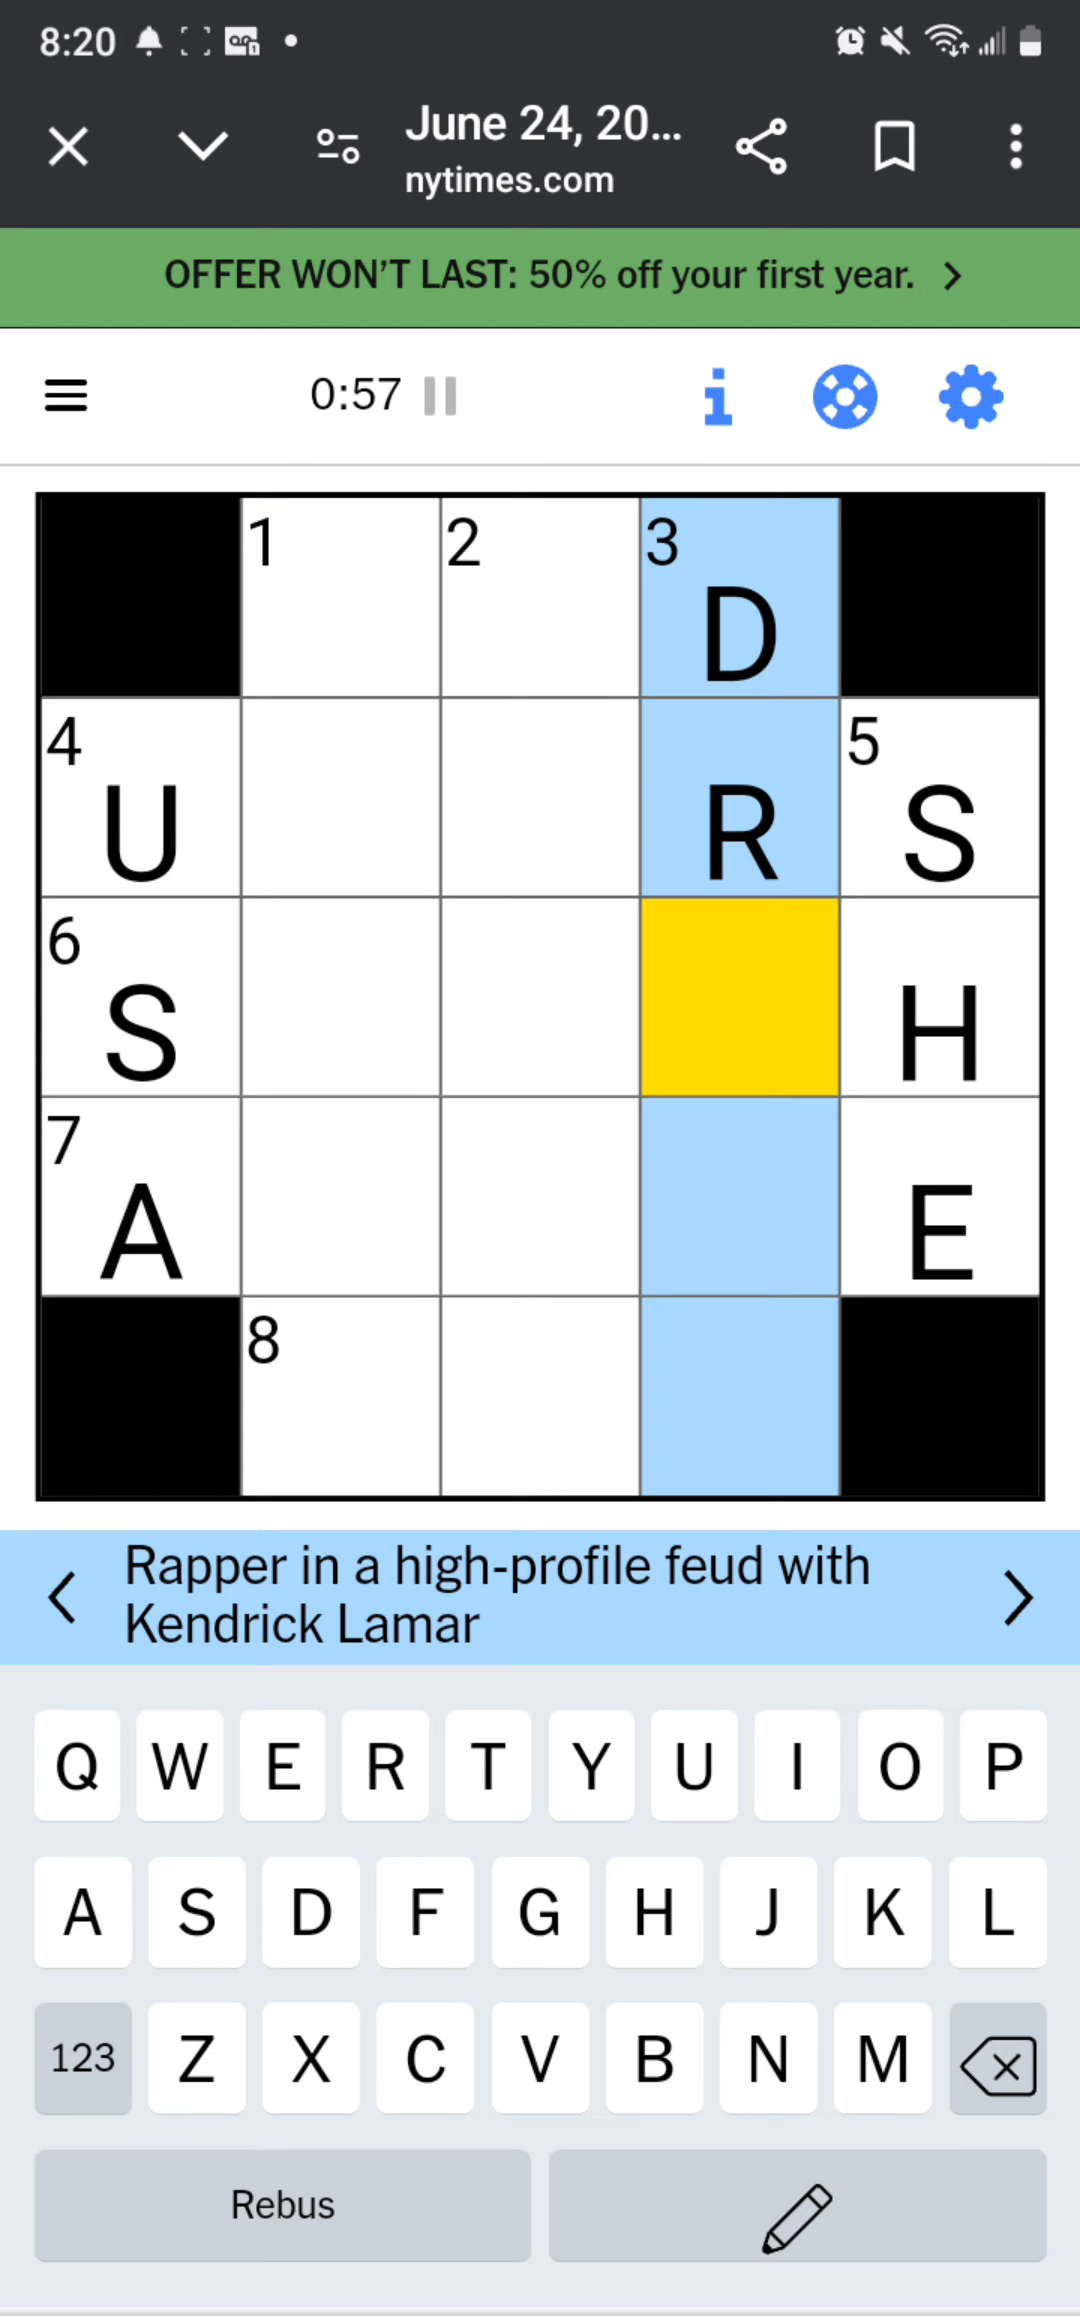 8:20
June 24, 20...
nytimes.com
OFFER WON'T LAST: 50% off your first year.
0:57
1 2 3 D
4 U R 5 S
6 S H
7 A E
8
Rapper in a high-profile feud with
Kendrick Lamar
Q W E R T Y U I O P
A S D F G H J K L
123 Z X C V B N M
Rebus